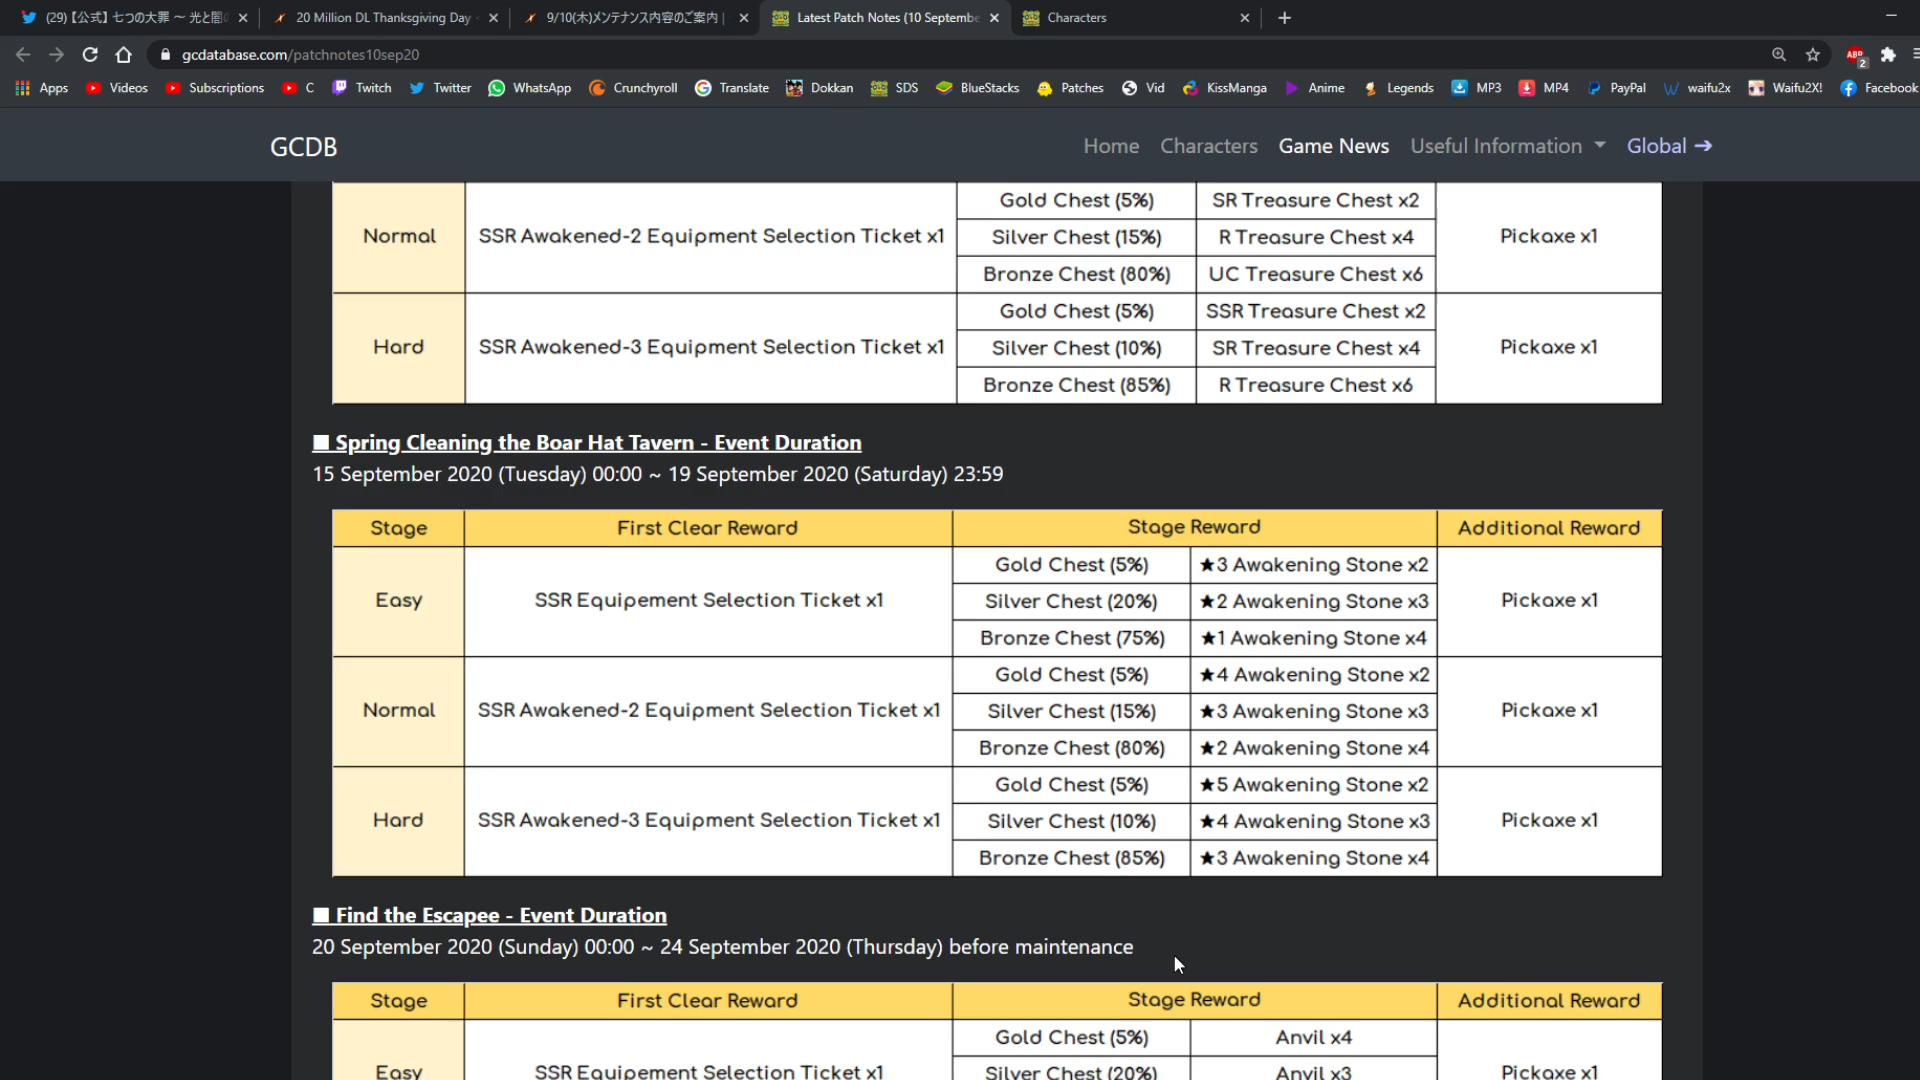 (29)【公式】七つの大罪 ～ 光と闇の
20 Million DL Thanksgiving Day
9/10(木)メンテナンス内容のご案内 |
Latest Patch Notes (10 Septembe
Characters
gcdatabase.com/patchnotes10sep20
ABP
2
Apps
Videos
Subscriptions
C
Twitch
Twitter
WhatsApp
Crunchyroll
Translate
Dokkan
SDS
BlueStacks
Patches
Vid
KissManga
Anime
Legends
MP3
MP4
PayPal
waifu2x
Waifu2X!
Facebook
GCDB
Home
Characters
Game News
Useful Information
Global →
Normal
SSR Awakened-2 Equipment Selection Ticket x1
Gold Chest (5%)
SR Treasure Chest x2
Silver Chest (15%)
R Treasure Chest x4
Bronze Chest (80%)
UC Treasure Chest x6
Pickaxe x1
Hard
SSR Awakened-3 Equipment Selection Ticket x1
Gold Chest (5%)
SSR Treasure Chest x2
Silver Chest (10%)
SR Treasure Chest x4
Bronze Chest (85%)
R Treasure Chest x6
Pickaxe x1
■ Spring Cleaning the Boar Hat Tavern - Event Duration
15 September 2020 (Tuesday) 00:00 ~ 19 September 2020 (Saturday) 23:59
Stage
First Clear Reward
Stage Reward
Additional Reward
Easy
SSR Equipement Selection Ticket x1
Gold Chest (5%)
★3 Awakening Stone x2
Silver Chest (20%)
★2 Awakening Stone x3
Bronze Chest (75%)
★1 Awakening Stone x4
Pickaxe x1
Normal
SSR Awakened-2 Equipment Selection Ticket x1
Gold Chest (5%)
★4 Awakening Stone x2
Silver Chest (15%)
★3 Awakening Stone x3
Bronze Chest (80%)
★2 Awakening Stone x4
Pickaxe x1
Hard
SSR Awakened-3 Equipment Selection Ticket x1
Gold Chest (5%)
★5 Awakening Stone x2
Silver Chest (10%)
★4 Awakening Stone x3
Bronze Chest (85%)
★3 Awakening Stone x4
Pickaxe x1
■ Find the Escapee - Event Duration
20 September 2020 (Sunday) 00:00 ~ 24 September 2020 (Thursday) before maintenance
Stage
First Clear Reward
Stage Reward
Additional Reward
Easy
SSR Equipement Selection Ticket x1
Gold Chest (5%)
Anvil x4
Silver Chest (20%)
Anvil x3
Pickaxe x1